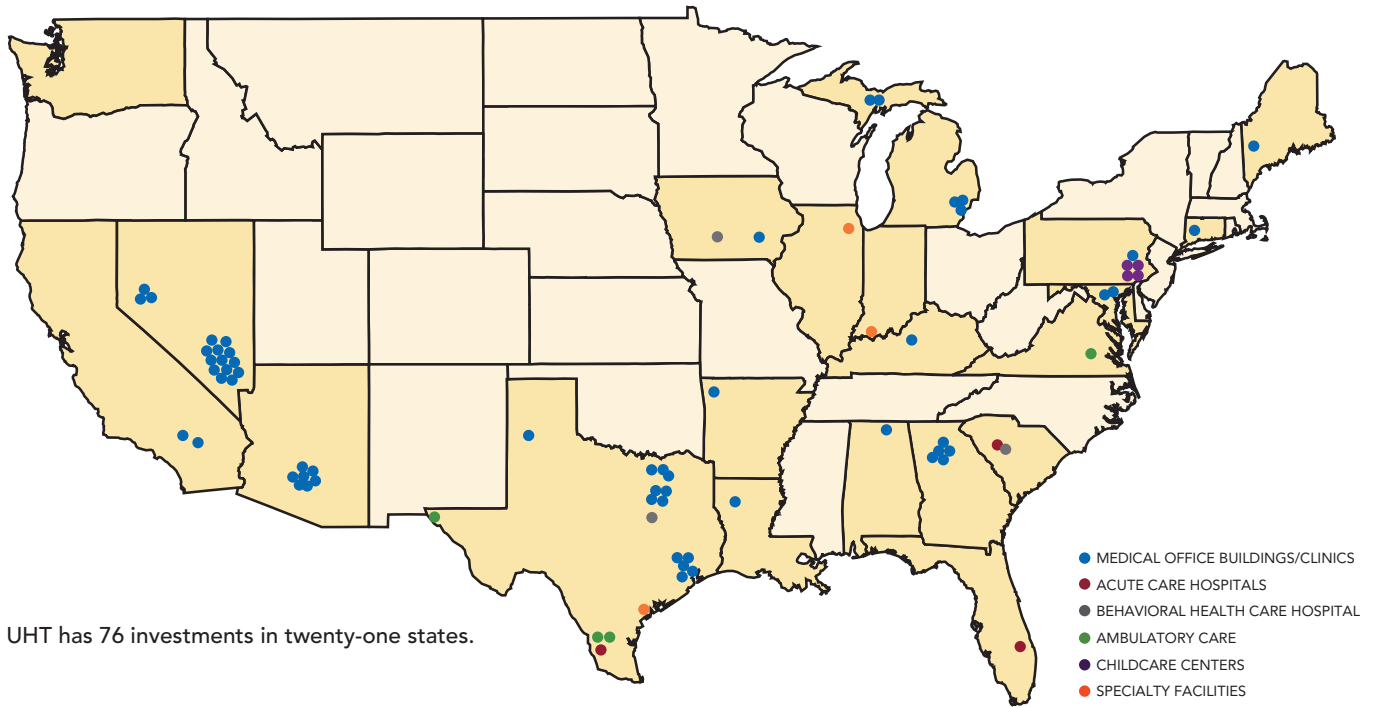 MEDICAL OFFICE BUILDINGS/CLINICS
ACUTE CARE HOSPITALS
BEHAVIORAL HEALTH CARE HOSPITAL
AMBULATORY CARE
CHILDCARE CENTERS
SPECIALTY FACILITIES
UHT has 76 investments in twenty-one states.